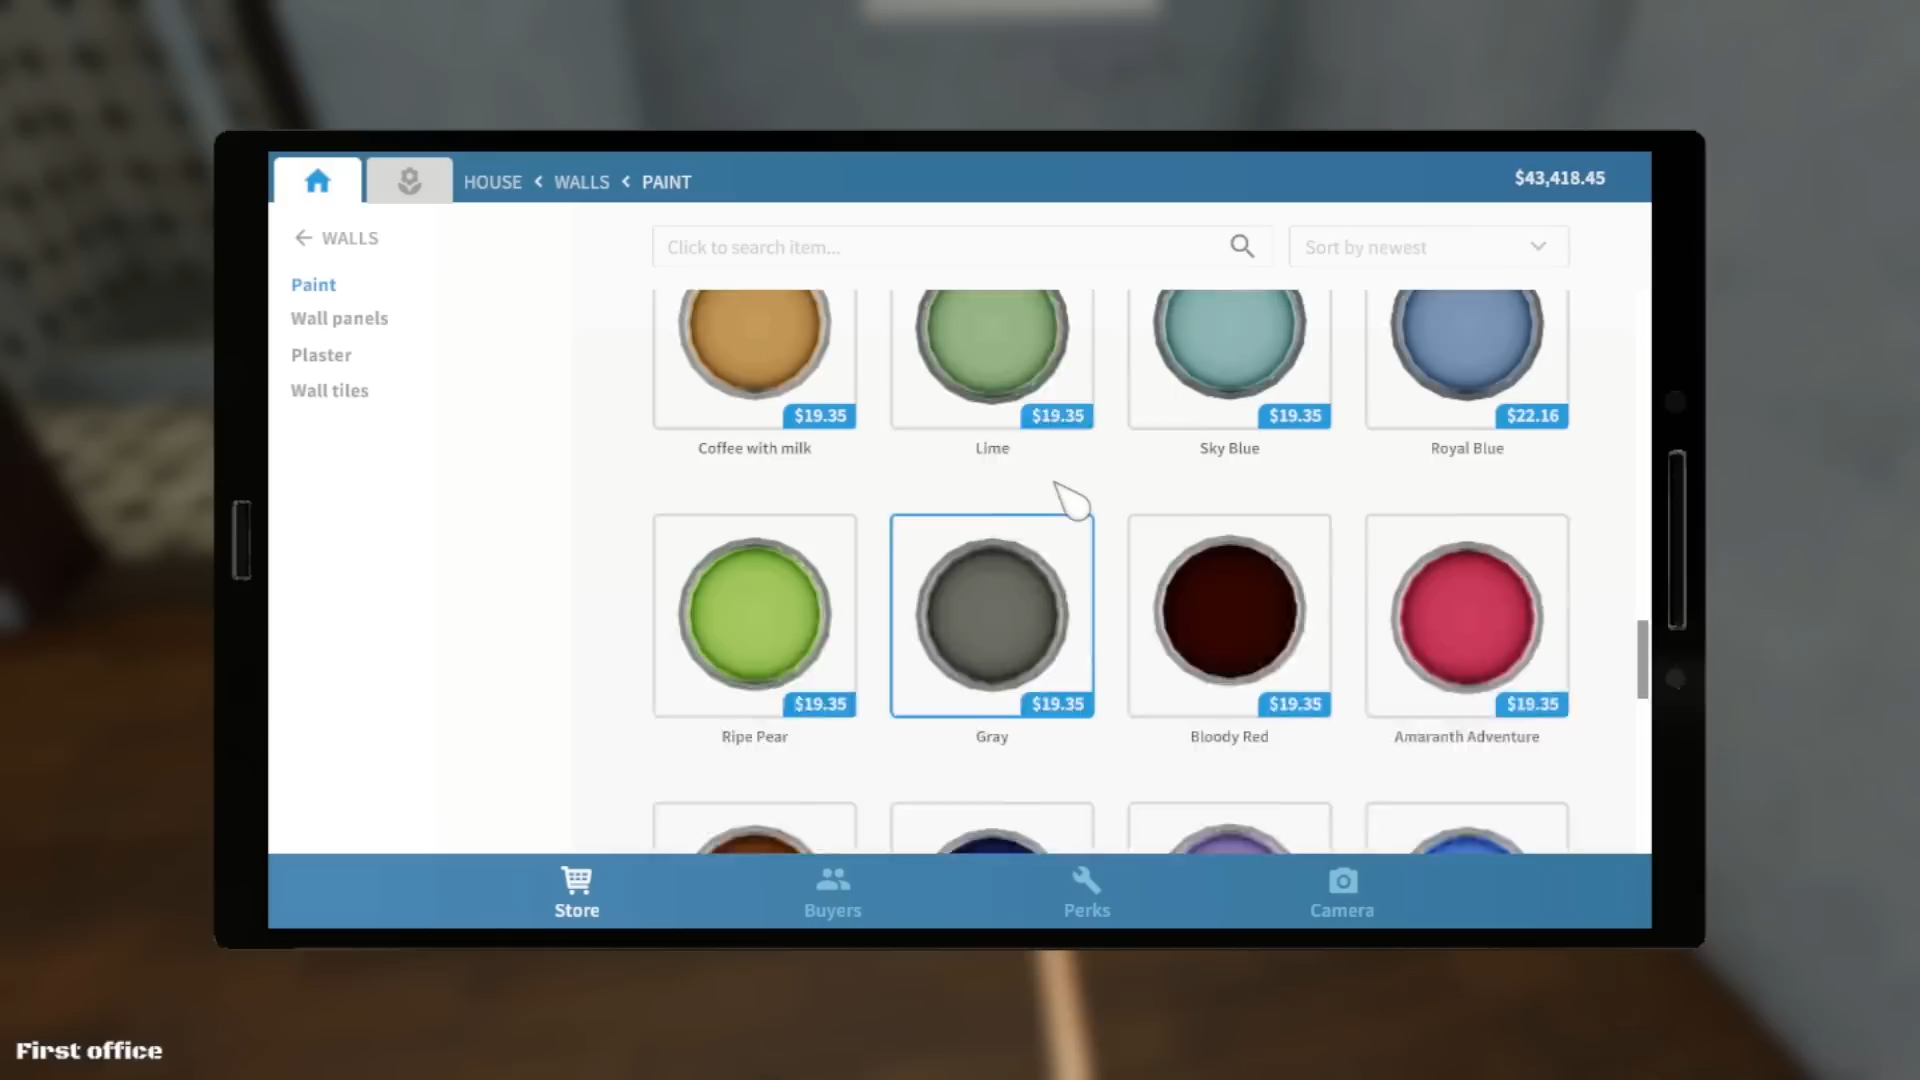 HOUSE < WALLS < PAINT
$43,418.45
WALLS
Click to search item...
Sort by newest
Paint
Wall panels
Plaster
Wall tiles
$19.35
$19.35
$19.35
$22.16
Coffee with milk
Lime
Sky Blue
Royal Blue
$19.35
$19.35
$19.35
$19.35
Ripe Pear
Gray
Bloody Red
Amaranth Adventure
Store
Buyers
Perks
Camera
First office